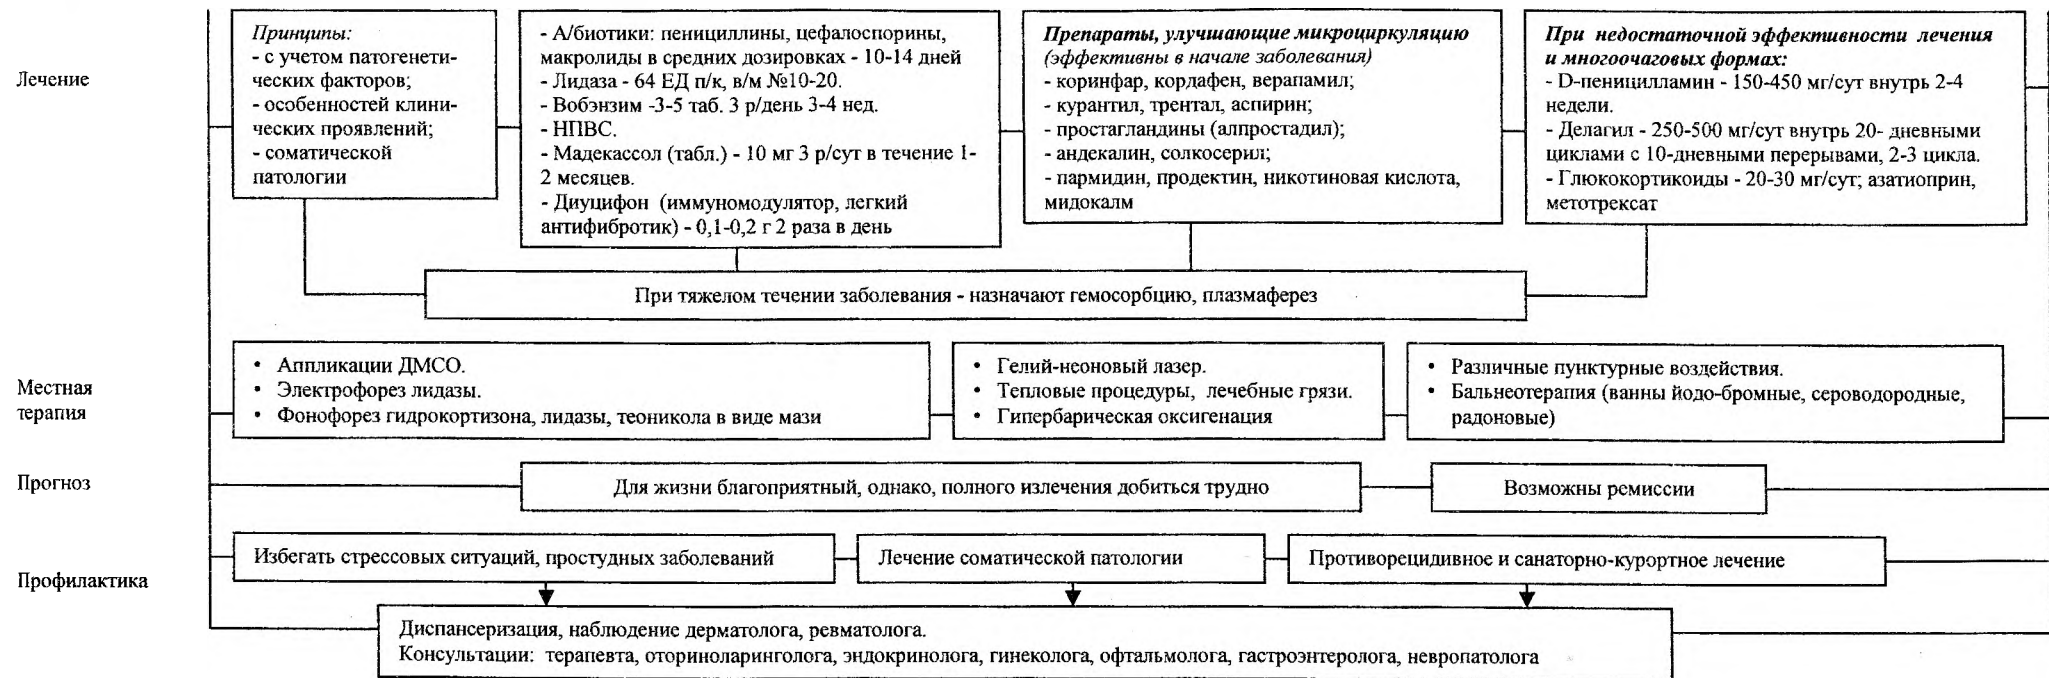 Лечение
Принципы:
- с учетом патогенети-
ческих факторов;
- особенностей клини-
ческих проявлений;
- соматической
патологии
- А/биотики: пенициллины, цефалоспорины,
макролиды в средних дозировках - 10-14 дней
- Лидаза - 64 ЕД п/к, в/м №10-20.
- Вобэнзим -3-5 таб. 3 р/день 3-4 нед.
- НПВС.
- Мадекассол (табл.) - 10 мг 3 р/сут в течение 1-
2 месяцев.
- Диуцифон (иммуномодулятор, легкий
антифибротик) - 0,1-0,2 г 2 раза в день
Препараты, улучшающие микроциркуляцию
(эффективны в начале заболевания)
- коринфар, кордафен, верапамил;
- курантил, трентал, аспирин;
- простагландины (алпростадил);
- андекалин, солкосерил;
- пармидин, продектин, никотиновая кислота,
мидокалм
При недостаточной эффективности лечения
и многоочаговых формах:
- D-пеницилламин - 150-450 мг/сут внутрь 2-4
недели.
- Делагил - 250-500 мг/сут внутрь 20- дневными
циклами с 10-дневными перерывами, 2-3 цикла.
- Глюкокортикоиды - 20-30 мг/сут; азатиоприн,
метотрексат
При тяжелом течении заболевания - назначают гемосорбцию, плазмаферез
Местная
терапия
• Аппликации ДМСО.
• Электрофорез лидазы.
• Фонофорез гидрокортизона, лидазы, теоникола в виде мази
• Гелий-неоновый лазер.
• Тепловые процедуры, лечебные грязи.
• Гипербарическая оксигенация
• Различные пунктурные воздействия.
• Бальнеотерапия (ванны йодо-бромные, сероводородные,
радоновые)
Прогноз
Для жизни благоприятный, однако, полного излечения добиться трудно
Возможны ремиссии
Профилактика
Избегать стрессовых ситуаций, простудных заболеваний
Лечение соматической патологии
Противорецидивное и санаторно-курортное лечение
Диспансеризация, наблюдение дерматолога, ревматолога.
Консультации: терапевта, оториноларинголога, эндокринолога, гинеколога, офтальмолога, гастроэнтеролога, невропатолога